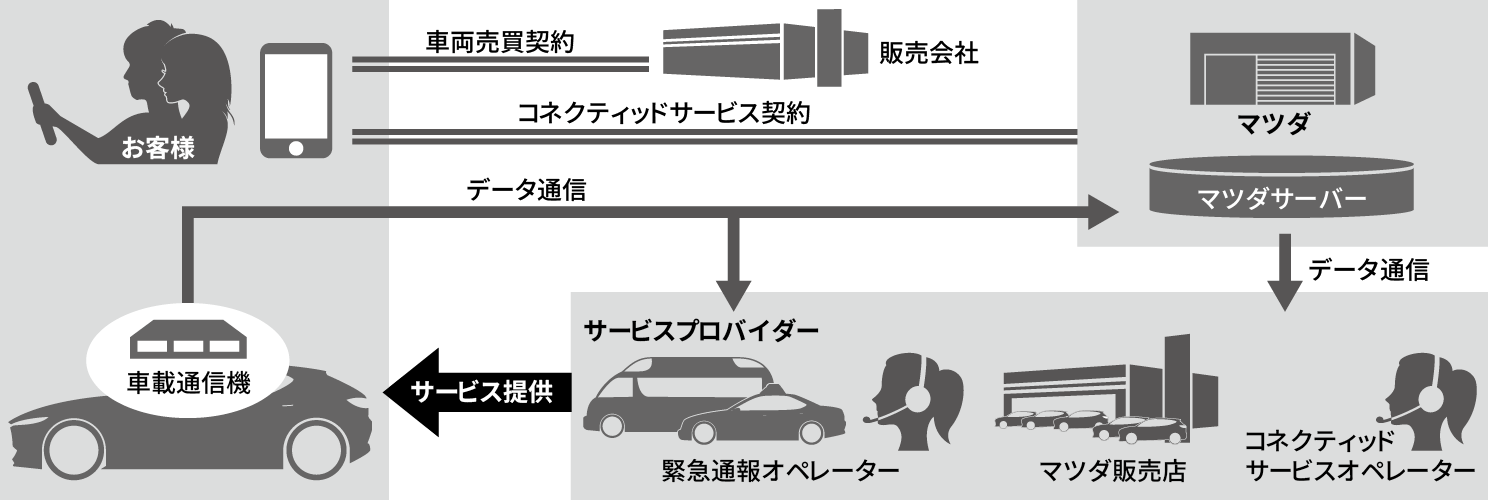 車両売買契約
販売会社
コネクティッドサービス契約
お客様
マツダ
データ通信
マツダサーバー
データ通信
サービスプロバイダー
車載通信機
サービス提供
緊急通報オペレーター
マツダ販売店
コネクティッド
サービスオペレーター